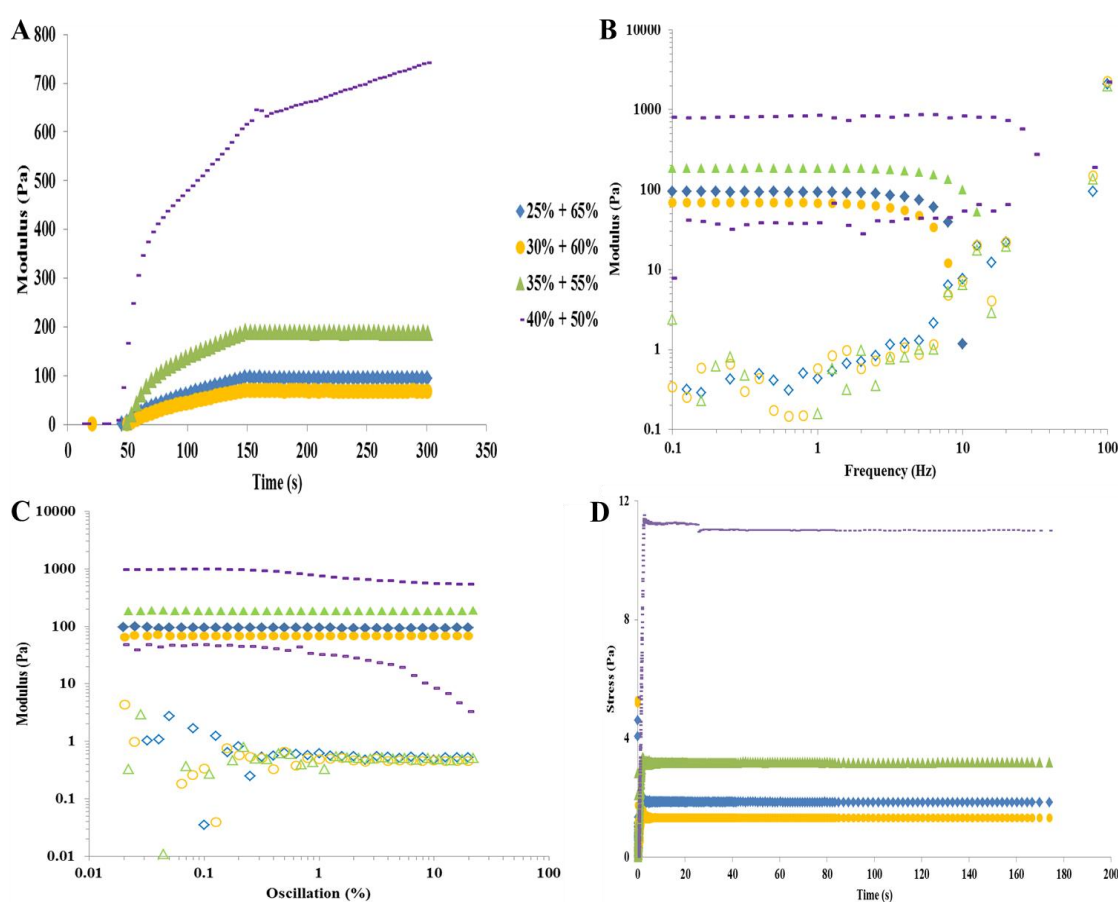 A
800
700
600
500
400
300
200
100
0
0 50 100 150 200 250 300 350
Modulus (Pa)
Time (s)
25% + 65%
30% + 60%
35% + 55%
40% + 50%
B
10000
1000
100
10
1
0.1
0.1 1 10 100
Modulus (Pa)
Frequency (Hz)
C
10000
1000
100
10
1
0.1
0.01
0.01 0.1 1 10 100
Modulus (Pa)
Oscillation (%)
D
12
8
4
0
0 20 40 60 80 100 120 140 160 180 200
Stress (Pa)
Time (s)